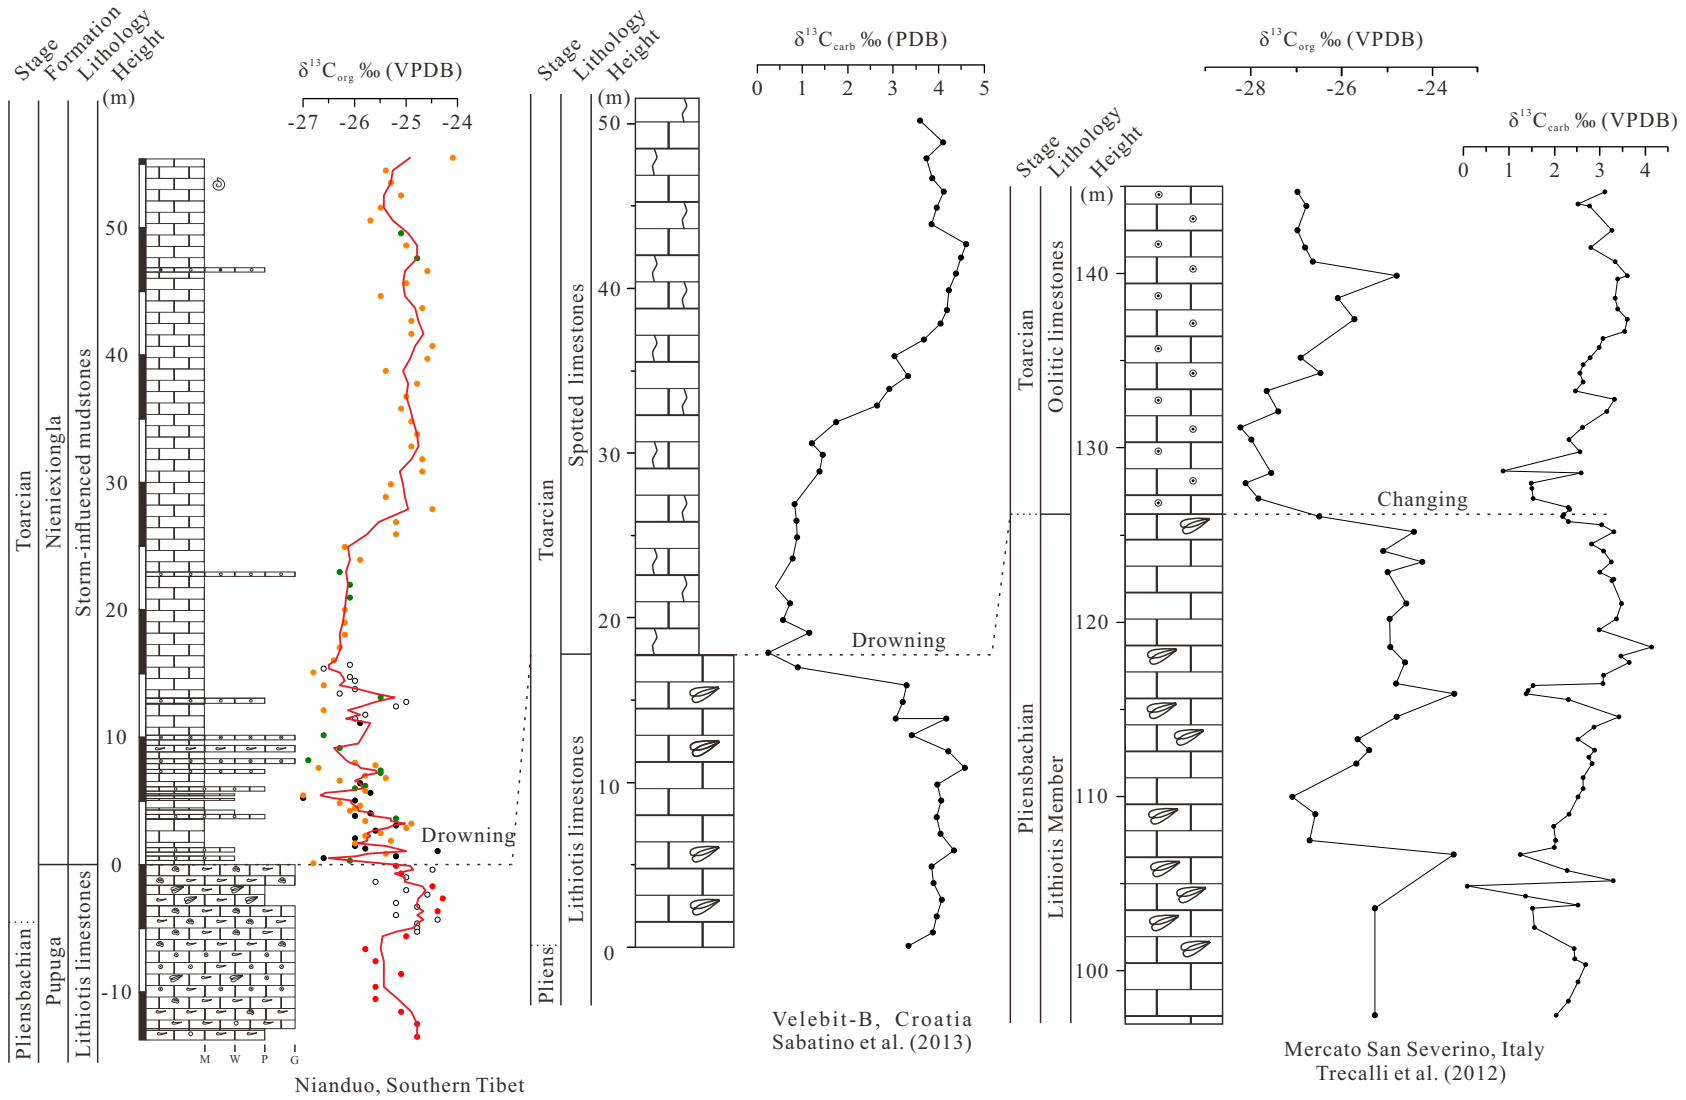 Stage
Formation
Lithology
Height
(m)
δ13Corg ‰ (VPDB)
-27 -26 -25 -24
50
40
30
20
10
0
-10
Toarcian
Pliensbachian
Nieniexiongla
Pupuga
Storm-influenced mudstones
Lithiotis limestones
M W P G
Drowning
Nianduo, Southern Tibet
Stage
Lithology
Height
(m)
δ13Ccarb ‰ (PDB)
0 1 2 3 4 5
50
40
30
20
10
0
Toarcian
Pliens
Spotted limestones
Lithiotis limestones
Drowning
Velebit-B, Croatia
Sabatino et al. (2013)
Stage
Lithology
Height
(m)
δ13Corg ‰ (VPDB)
-28 -26 -24
δ13Ccarb ‰ (VPDB)
0 1 2 3 4
140
130
120
110
100
Toarcian
Pliensbachian
Oolitic limestones
Lithiotis Member
Changing
Mercato San Severino, Italy
Trecalli et al. (2012)